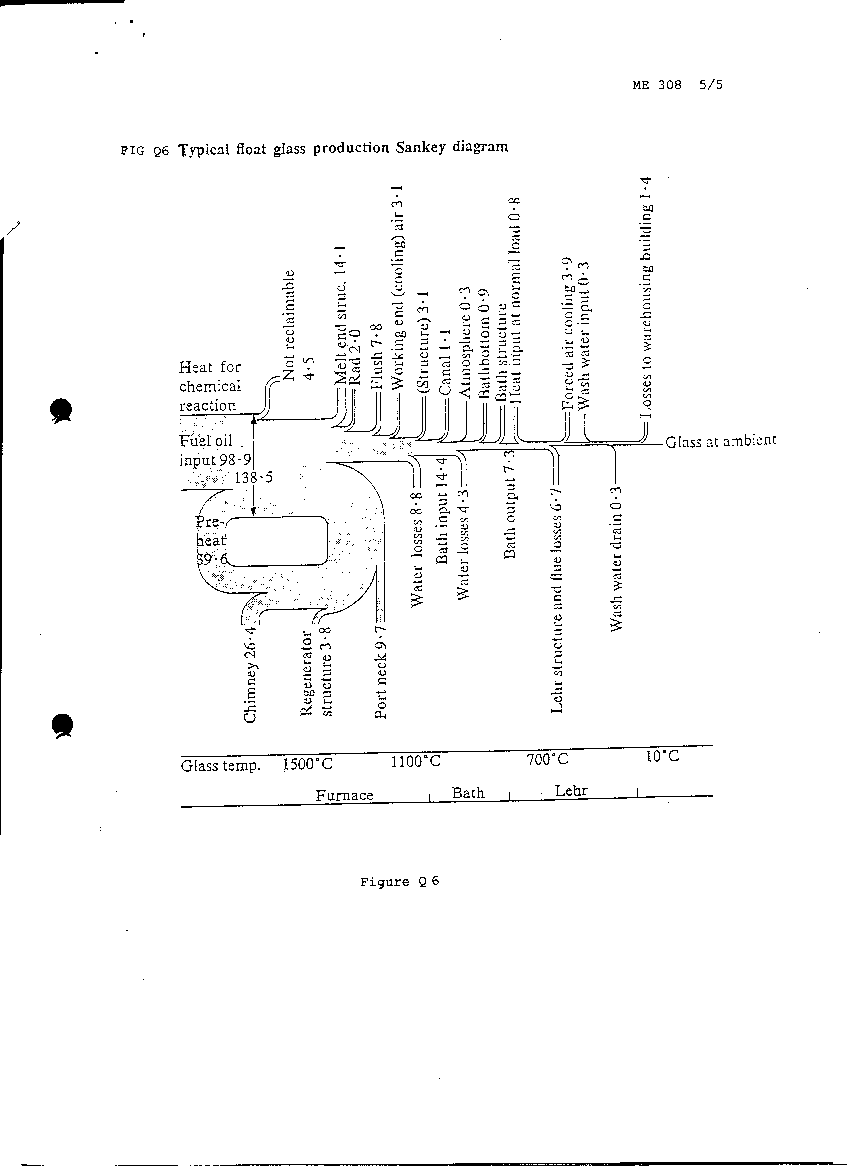 ME 308 5/5
FIG Q6 Typical float glass production Sankey diagram
Heat for
chemical
reaction
Fuel oil
input 98·9
138·5
Pre-
heat
39·6
Not reclaimable
4·5
Melt end struc. 14·1
Rad 2·0
Flush 7·8
Working end (cooling) air 3·1
(Structure) 3·1
Canal 1·1
Atmosphere 0·3
Bath bottom 0·9
Bath structure
Heat input at normal load 0·8
Forced air cooling 3·9
Wash water input 0·3
Losses to warehousing building 1·4
Glass at ambient
Chimney 26·4
Regenerator
structure 3·8
Port neck 9·7
Water losses 8·8
Bath input 14·4
Water losses 4·3
Bath output 7·3
Lehr structure and flue losses 6·7
Wash water drain 0·3
Glass temp. 1500°C 1100°C 700°C 10°C
Furnace Bath Lehr
Figure Q6